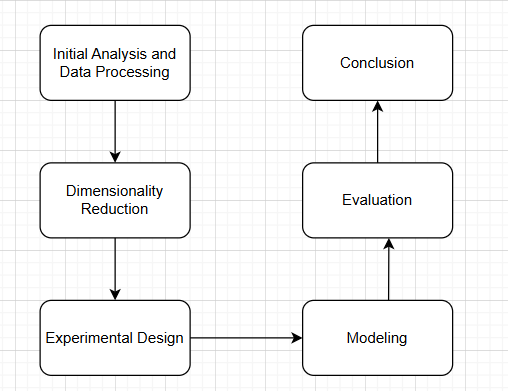 Initial Analysis and
Data Processing
Dimensionality
Reduction
Experimental Design
Modeling
Evaluation
Conclusion